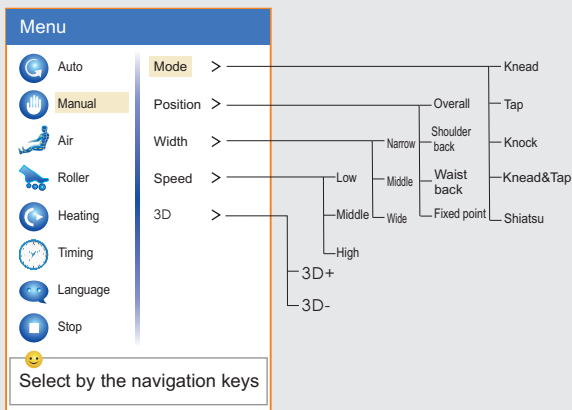 Menu
Auto
Manual
Air
Roller
Heating
Timing
Language
Stop
Mode >
Position >
Width >
Speed >
3D >
Knead
Tap
Knock
Knead&Tap
Shiatsu
Overall
Shoulder
back
Waist
back
Fixed point
Narrow
Middle
Wide
Low
Middle
High
3D+
3D-
Select by the navigation keys